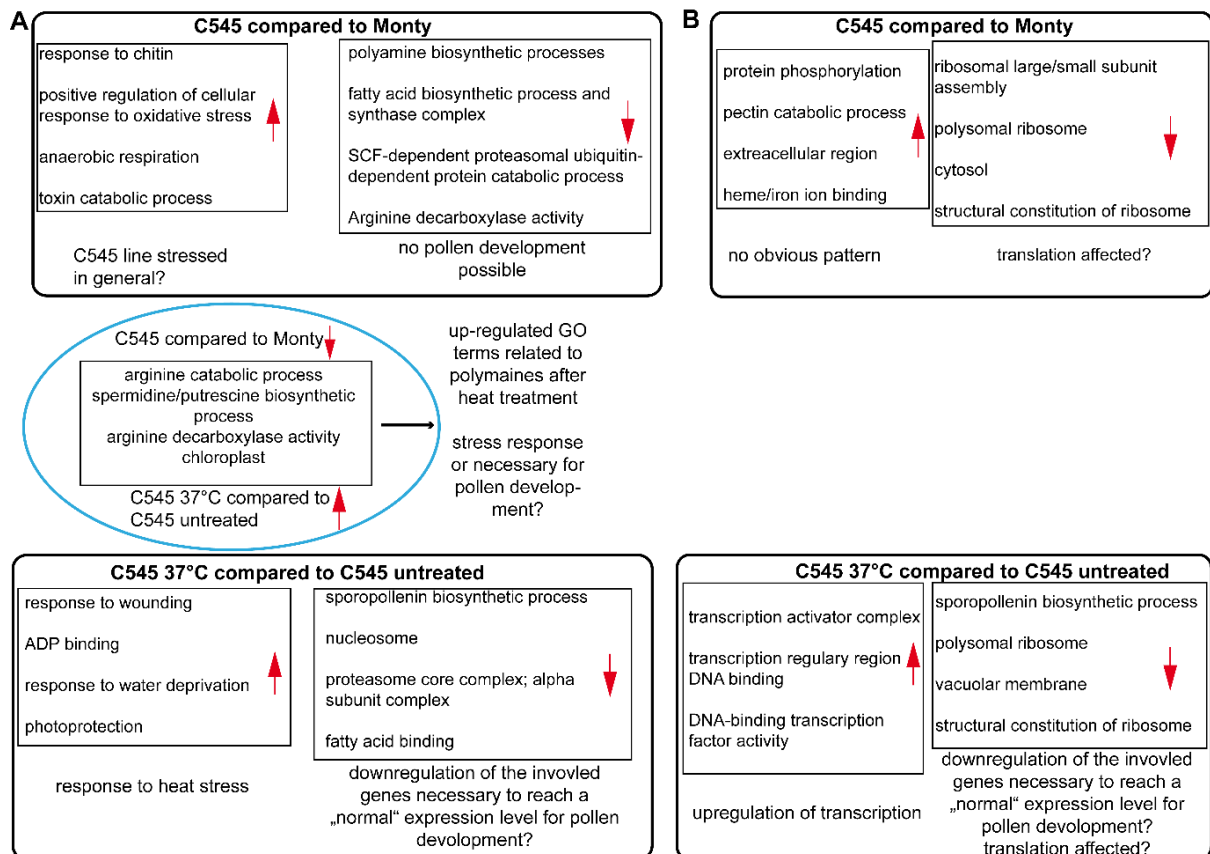 A
C545 compared to Monty
response to chitin
positive regulation of cellular
response to oxidative stress
anaerobic respiration
toxin catabolic process
C545 line stressed
in general?
polyamine biosynthetic processes
fatty acid biosynthetic process and
synthase complex
SCF-dependent proteasomal ubiquitin-
dependent protein catabolic process
Arginine decarboxylase activity
no pollen development
possible
B
C545 compared to Monty
protein phosphorylation
pectin catabolic process
extreacellular region
heme/iron ion binding
no obvious pattern
ribosomal large/small subunit
assembly
polysomal ribosome
cytosol
structural constitution of ribosome
translation affected?
C545 compared to Monty
arginine catabolic process
spermidine/putrescine biosynthetic
process
arginine decarboxylase activity
chloroplast
C545 37°C compared to
C545 untreated
up-regulated GO
terms related to
polymaines after
heat treatment
stress response
or necessary for
pollen develop-
ment?
C545 37°C compared to C545 untreated
response to wounding
ADP binding
response to water deprivation
photoprotection
response to heat stress
sporopollenin biosynthetic process
nucleosome
proteasome core complex; alpha
subunit complex
fatty acid binding
downregulation of the invovled
genes necessary to reach a
„normal“ expression level for pollen
devolopment?
C545 37°C compared to C545 untreated
transcription activator complex
transcription regulary region
DNA binding
DNA-binding transcription
factor activity
upregulation of transcription
sporopollenin biosynthetic process
polysomal ribosome
vacuolar membrane
structural constitution of ribosome
downregulation of the invovled
genes necessary to reach a
„normal“ expression level for
pollen devolopment?
translation affected?